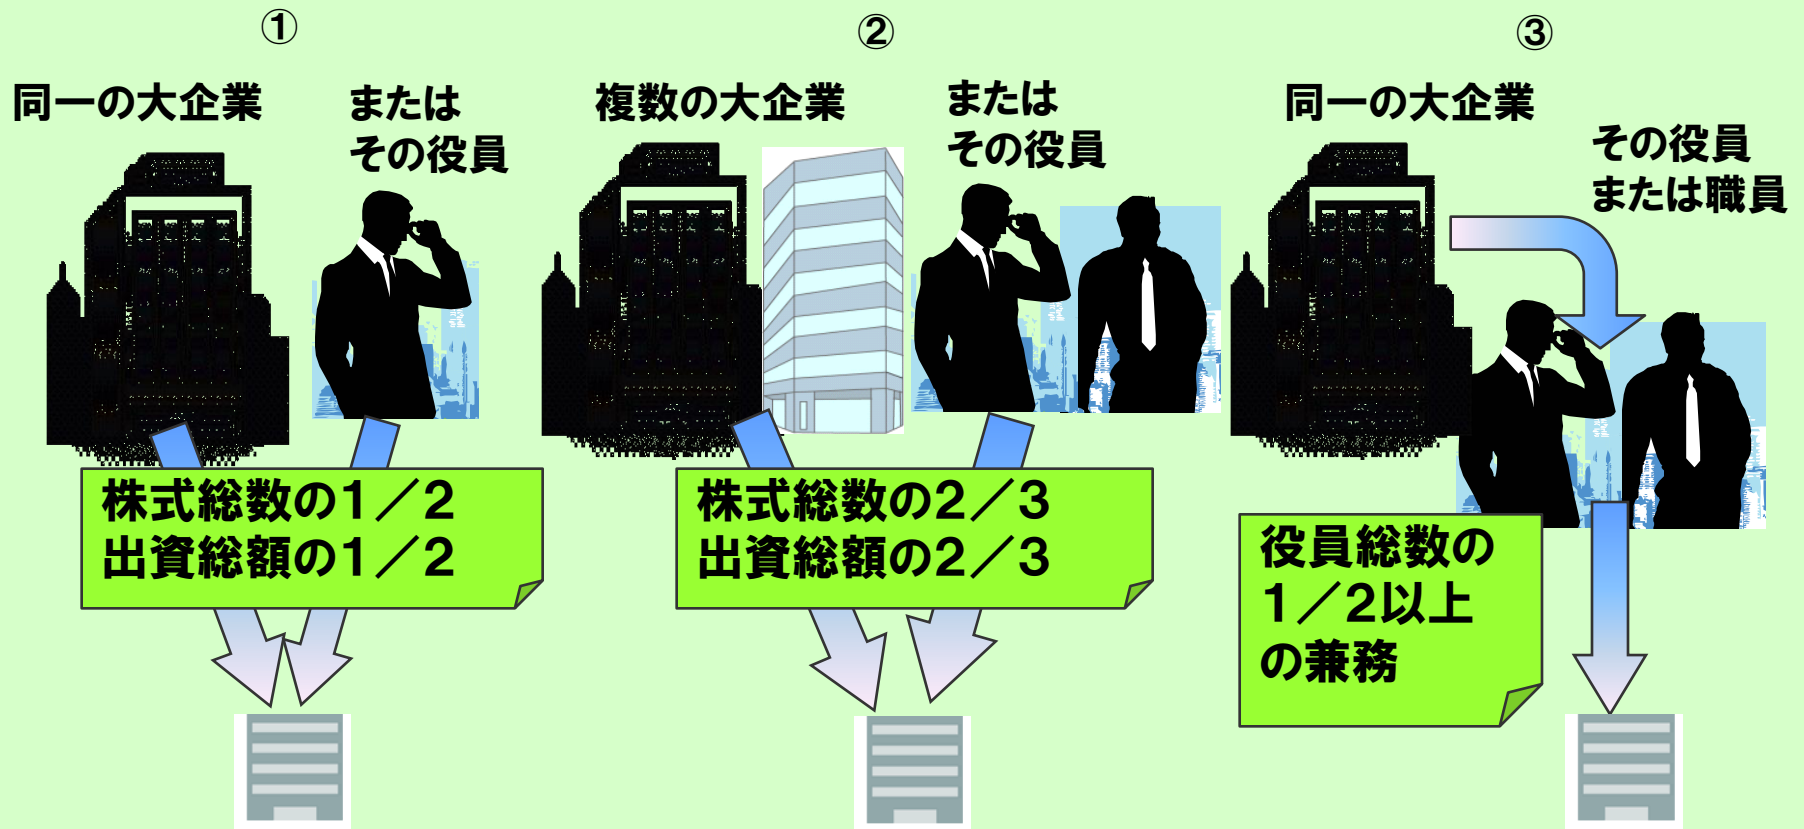 ①
同一の大企業
または
その役員
株式総数の1／2
出資総額の1／2
②
複数の大企業
または
その役員
株式総数の2／3
出資総額の2／3
③
同一の大企業
その役員
または職員
役員総数の
1／2以上
の兼務